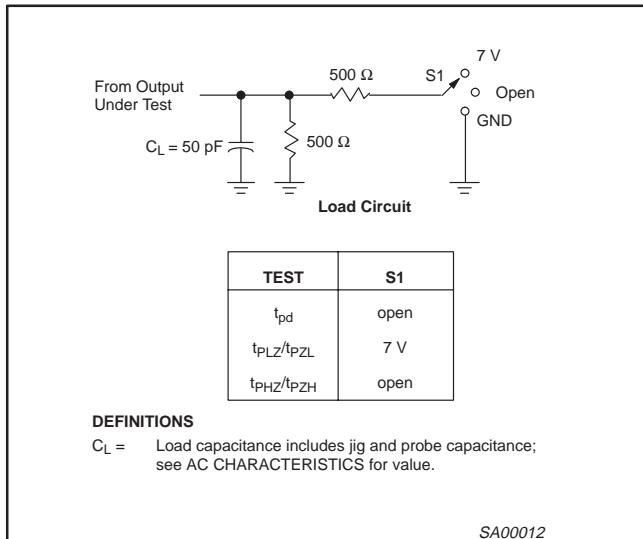 7 V
500 Ω
S1
From Output
Under Test
Open
GND
C_L = 50 pF
500 Ω
Load Circuit
TEST S1
t_pd open
t_PLZ/t_PZL 7 V
t_PHZ/t_PZH open
DEFINITIONS
C_L = Load capacitance includes jig and probe capacitance;
see AC CHARACTERISTICS for value.
SA00012